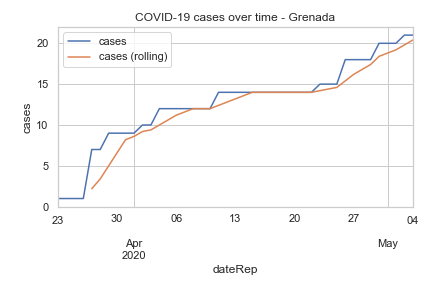 COVID-19 cases over time - Grenada
cases
cases (rolling)
cases
20
15
10
5
0
23
30
06
13
20
27
04
Apr
2020
May
dateRep